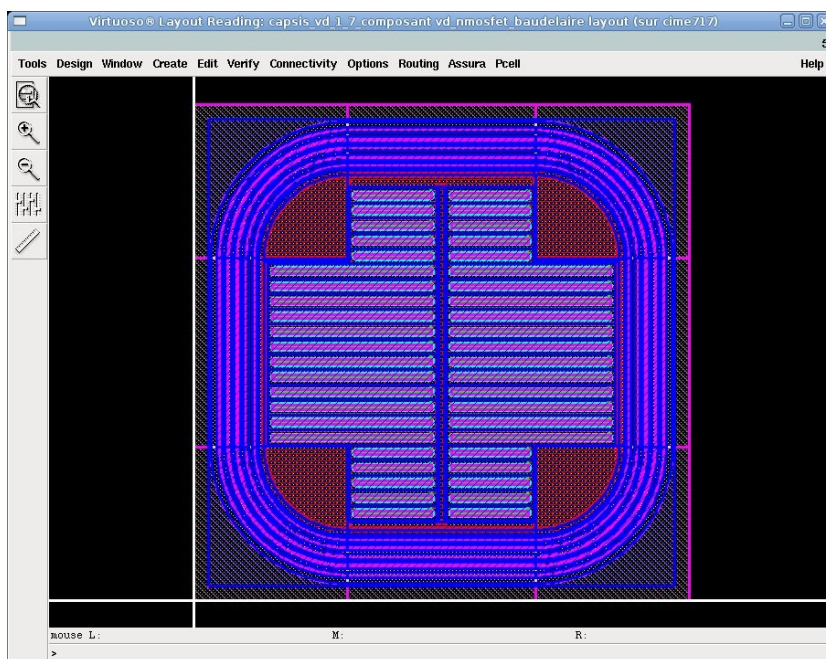 Virtuoso® Layout Reading: capsis_vd_1_7_composant vd_nmosfet_baudelaire layout (sur cime717)
5
Tools Design Window Create Edit Verify Connectivity Options Routing Assura Pcell Help
mouse L: M: R:
>